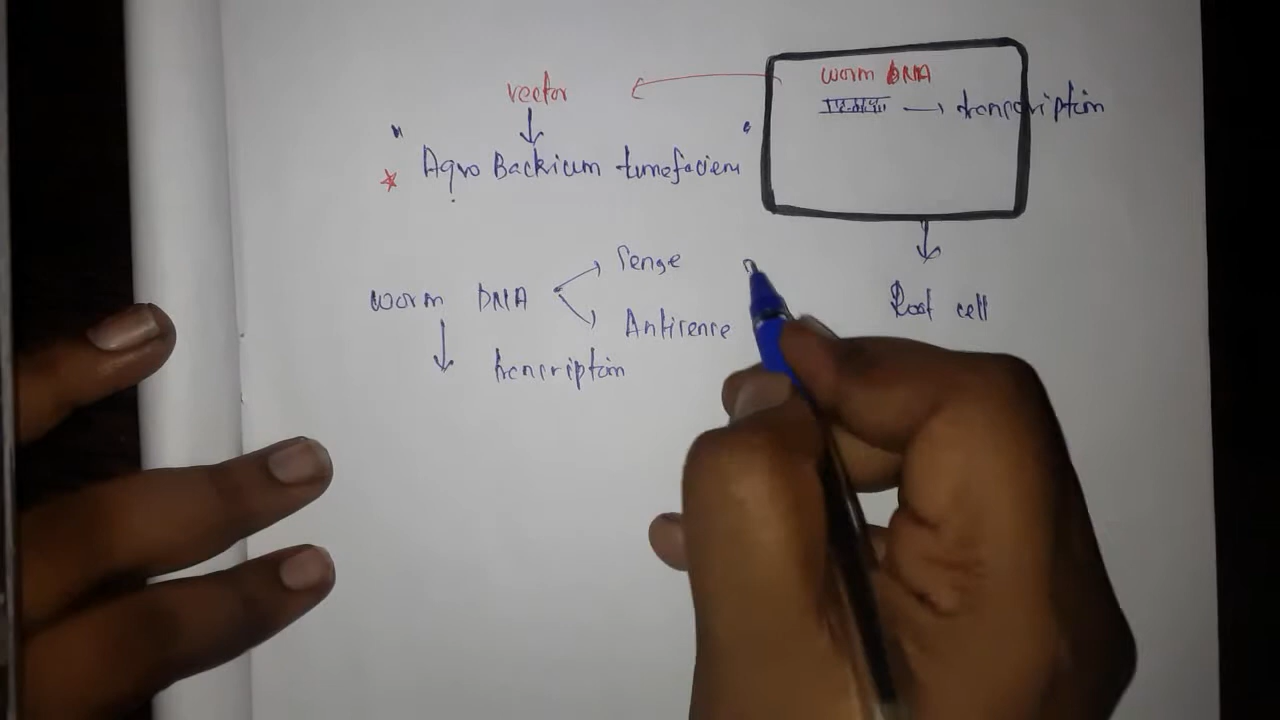 vector
worm DNA
→ transcription
" Agro Backrium tumefaciens "
worm DNA
Sense
Antisense
↓ transcription
Root cell